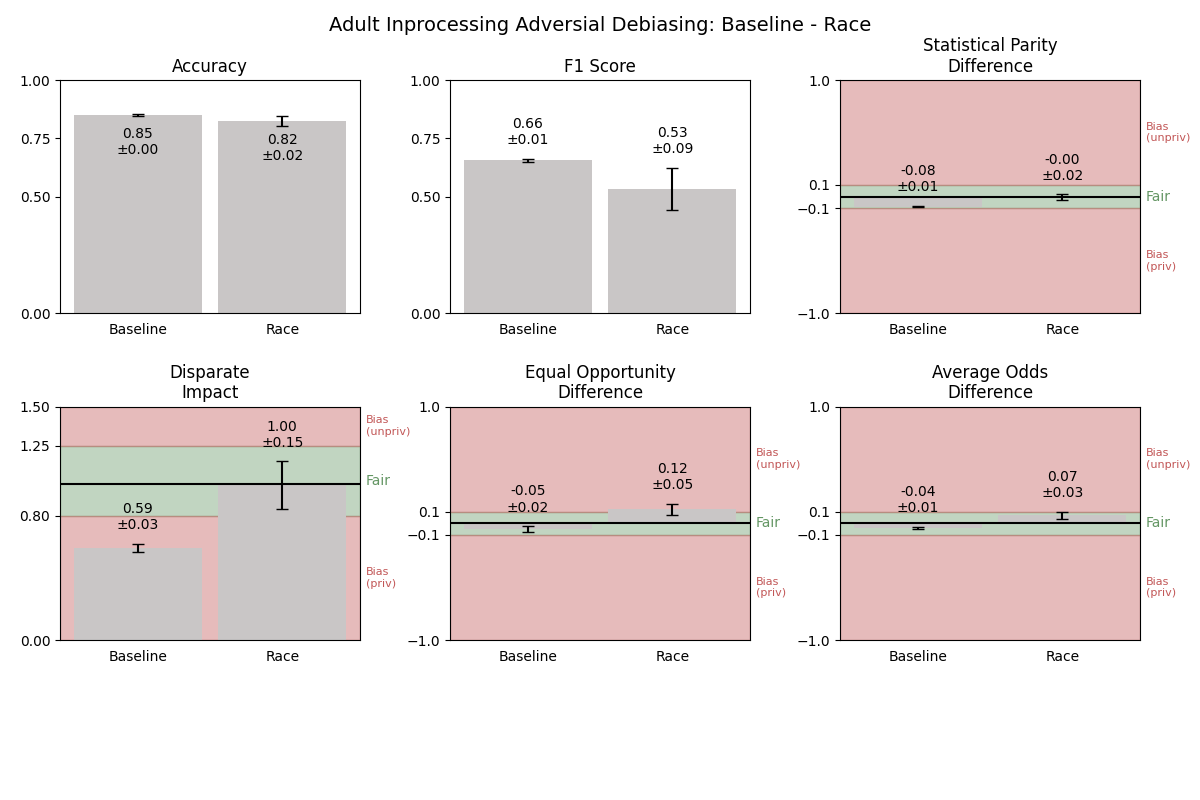 Adult Inprocessing Adversial Debiasing: Baseline - Race
Accuracy
1.00
0.75
0.50
0.00
0.85
±0.00
0.82
±0.02
Baseline
Race
F1 Score
1.00
0.75
0.50
0.00
0.66
±0.01
0.53
±0.09
Baseline
Race
Statistical Parity
Difference
1.0
0.1
−0.1
−1.0
-0.08
±0.01
-0.00
±0.02
Bias
(unpriv)
Fair
Bias
(priv)
Baseline
Race
Disparate
Impact
1.50
1.25
0.80
0.00
0.59
±0.03
1.00
±0.15
Bias
(unpriv)
Fair
Bias
(priv)
Baseline
Race
Equal Opportunity
Difference
1.0
0.1
−0.1
−1.0
-0.05
±0.02
0.12
±0.05
Bias
(unpriv)
Fair
Bias
(priv)
Baseline
Race
Average Odds
Difference
1.0
0.1
−0.1
−1.0
-0.04
±0.01
0.07
±0.03
Bias
(unpriv)
Fair
Bias
(priv)
Baseline
Race